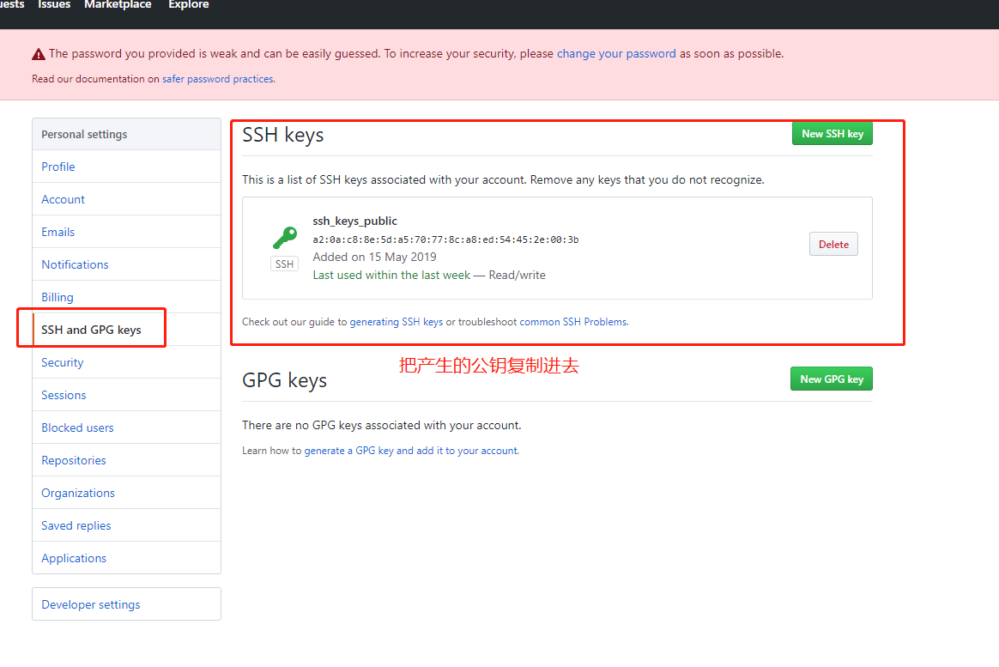 Issues Marketplace Explore
The password you provided is weak and can be easily guessed. To increase your security, please change your password as soon as possible.
Read our documentation on safer password practices.
Personal settings
Profile
Account
Emails
Notifications
Billing
SSH and GPG keys
Security
Sessions
Blocked users
Repositories
Organizations
Saved replies
Applications
Developer settings
SSH keys
New SSH key
This is a list of SSH keys associated with your account. Remove any keys that you do not recognize.
ssh_keys_public
a2:0a:c8:8e:5d:a5:70:77:8c:a8:ed:54:45:2e:00:3b
SSH
Added on 15 May 2019
Last used within the last week — Read/write
Delete
Check out our guide to generating SSH keys or troubleshoot common SSH Problems.
把产生的公钥复制进去
GPG keys
New GPG key
There are no GPG keys associated with your account.
Learn how to generate a GPG key and add it to your account.